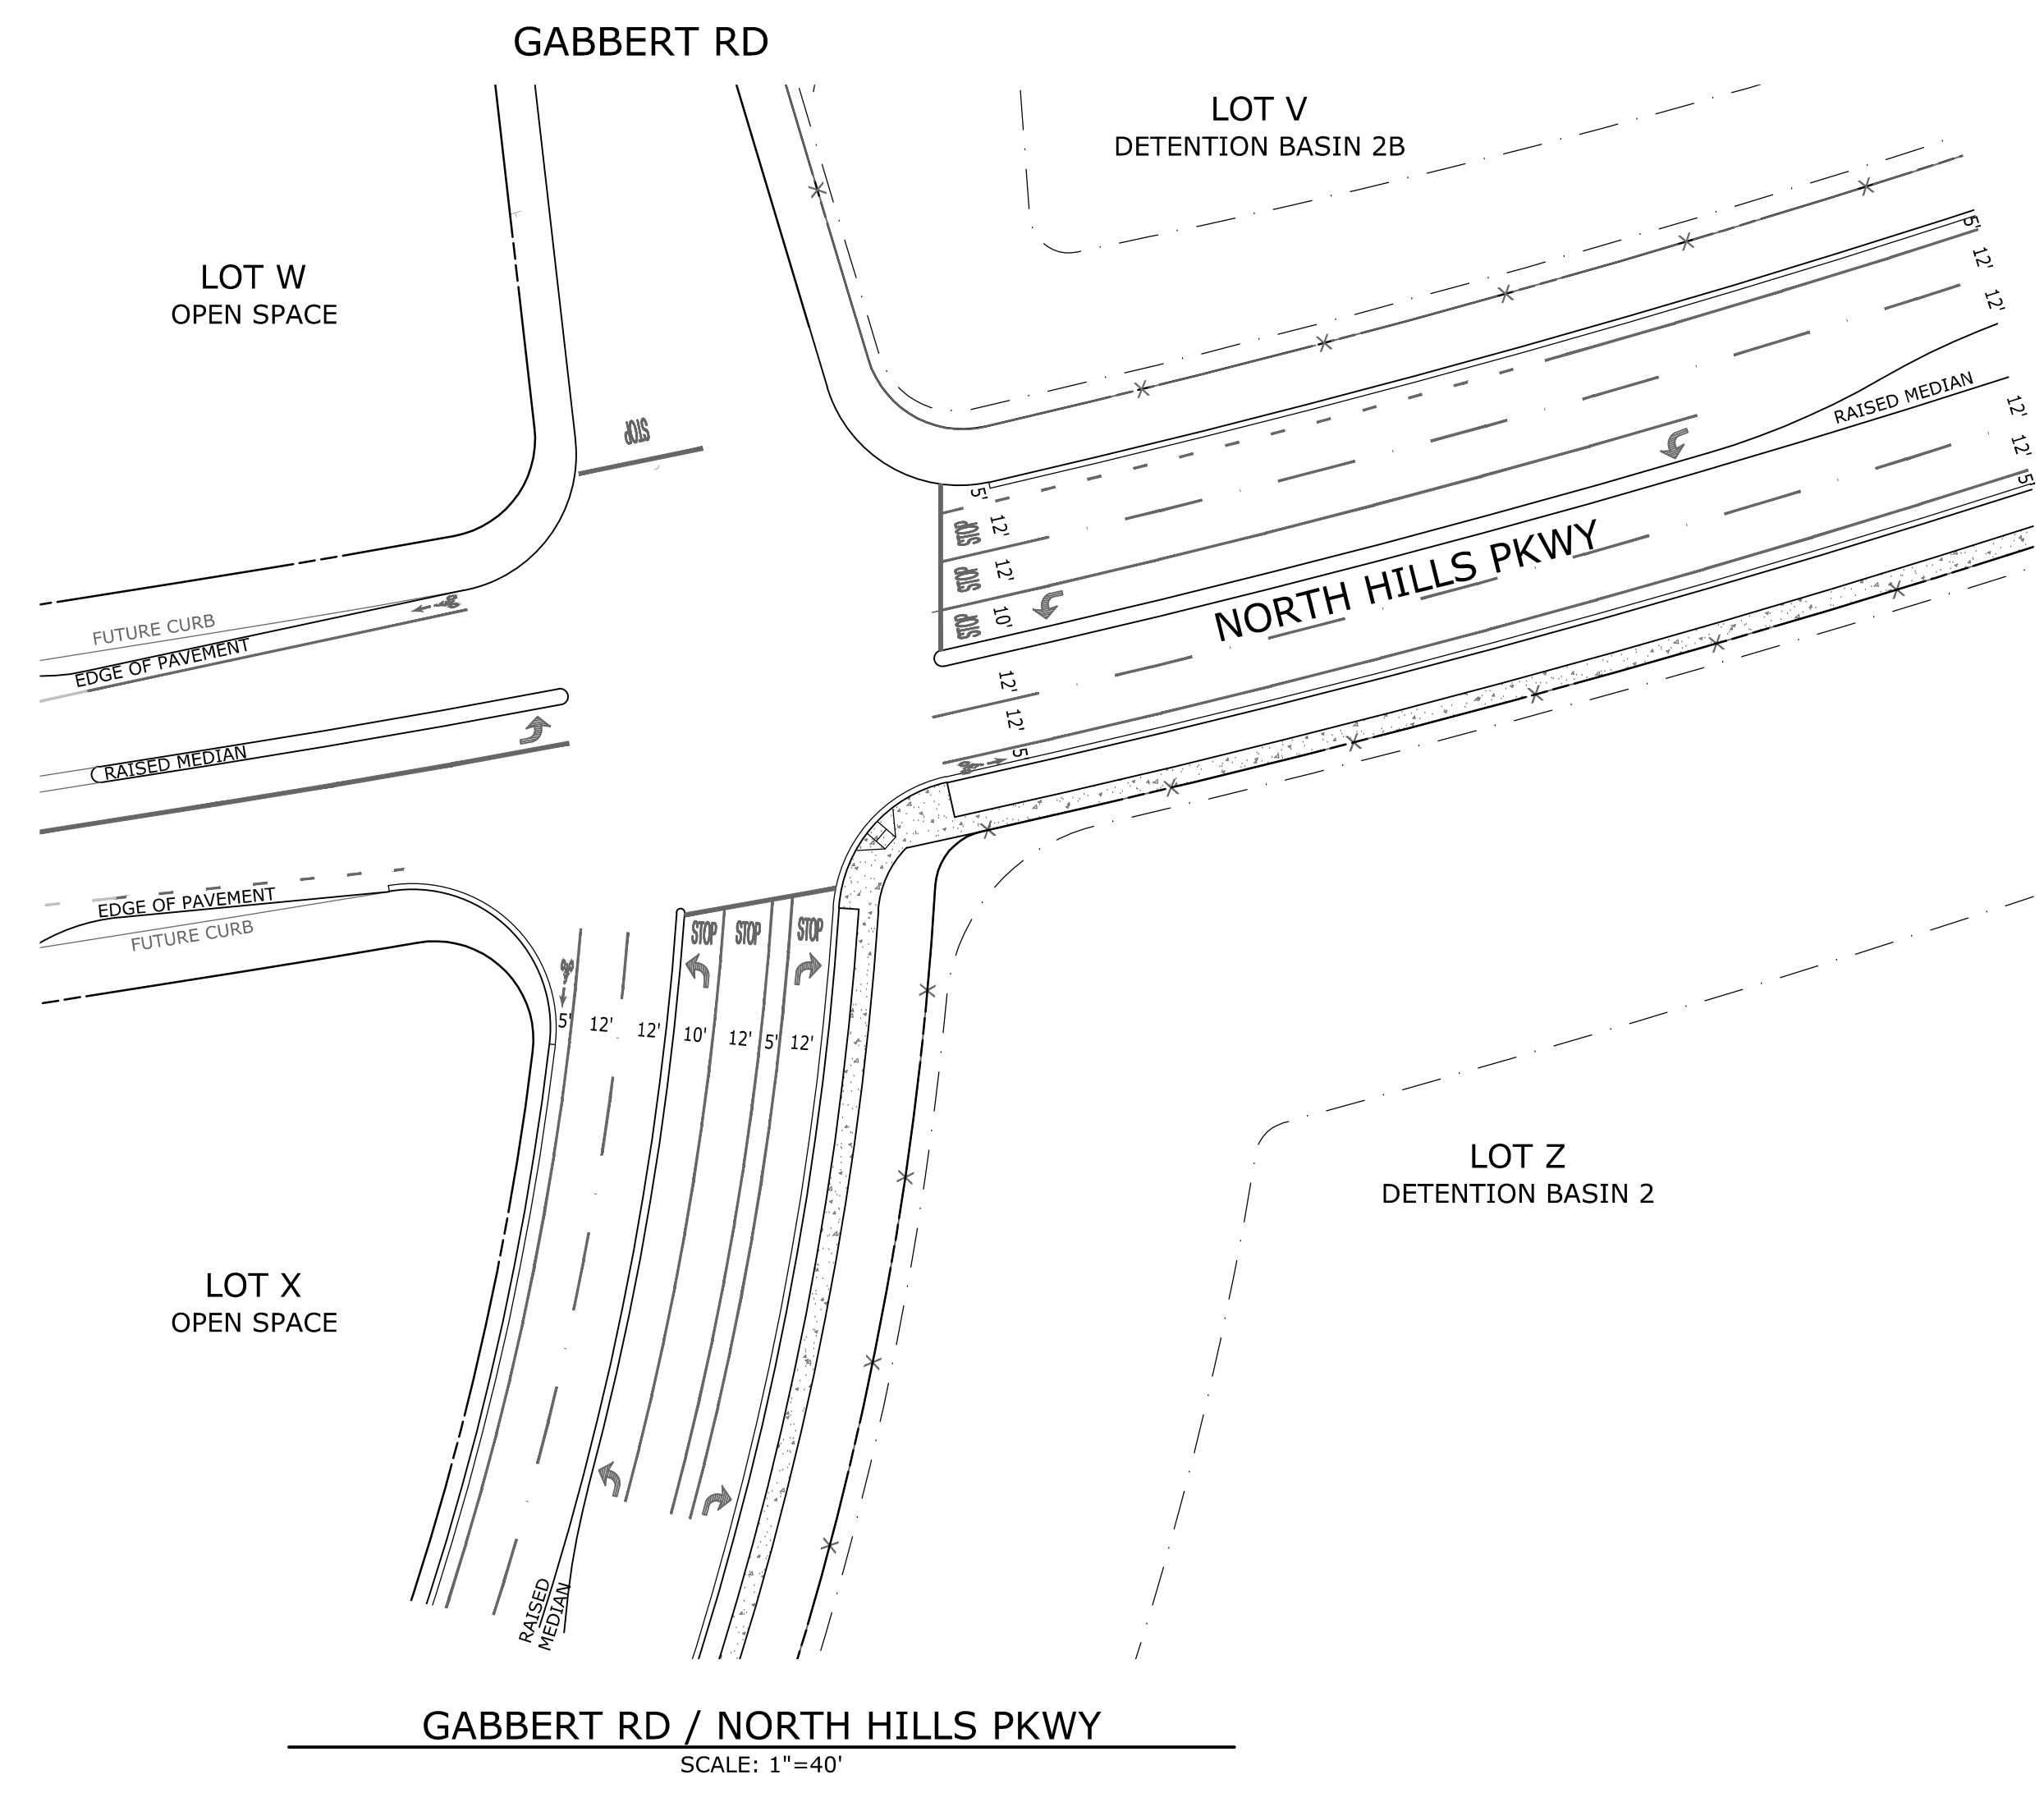 GABBERT RD
LOT V
DETENTION BASIN 2B
LOT W
OPEN SPACE
5'
12'
12'
RAISED MEDIAN
12'
12'
5'
STOP
5'
STOP
12'
STOP
12'
STOP
10'
NORTH HILLS PKWY
12'
12'
5'
FUTURE CURB
EDGE OF PAVEMENT
RAISED MEDIAN
EDGE OF PAVEMENT
FUTURE CURB
STOP
STOP
STOP
5'
12'
12'
10'
12'
5'
12'
LOT Z
DETENTION BASIN 2
LOT X
OPEN SPACE
RAISED
MEDIAN
GABBERT RD / NORTH HILLS PKWY
SCALE: 1"=40'